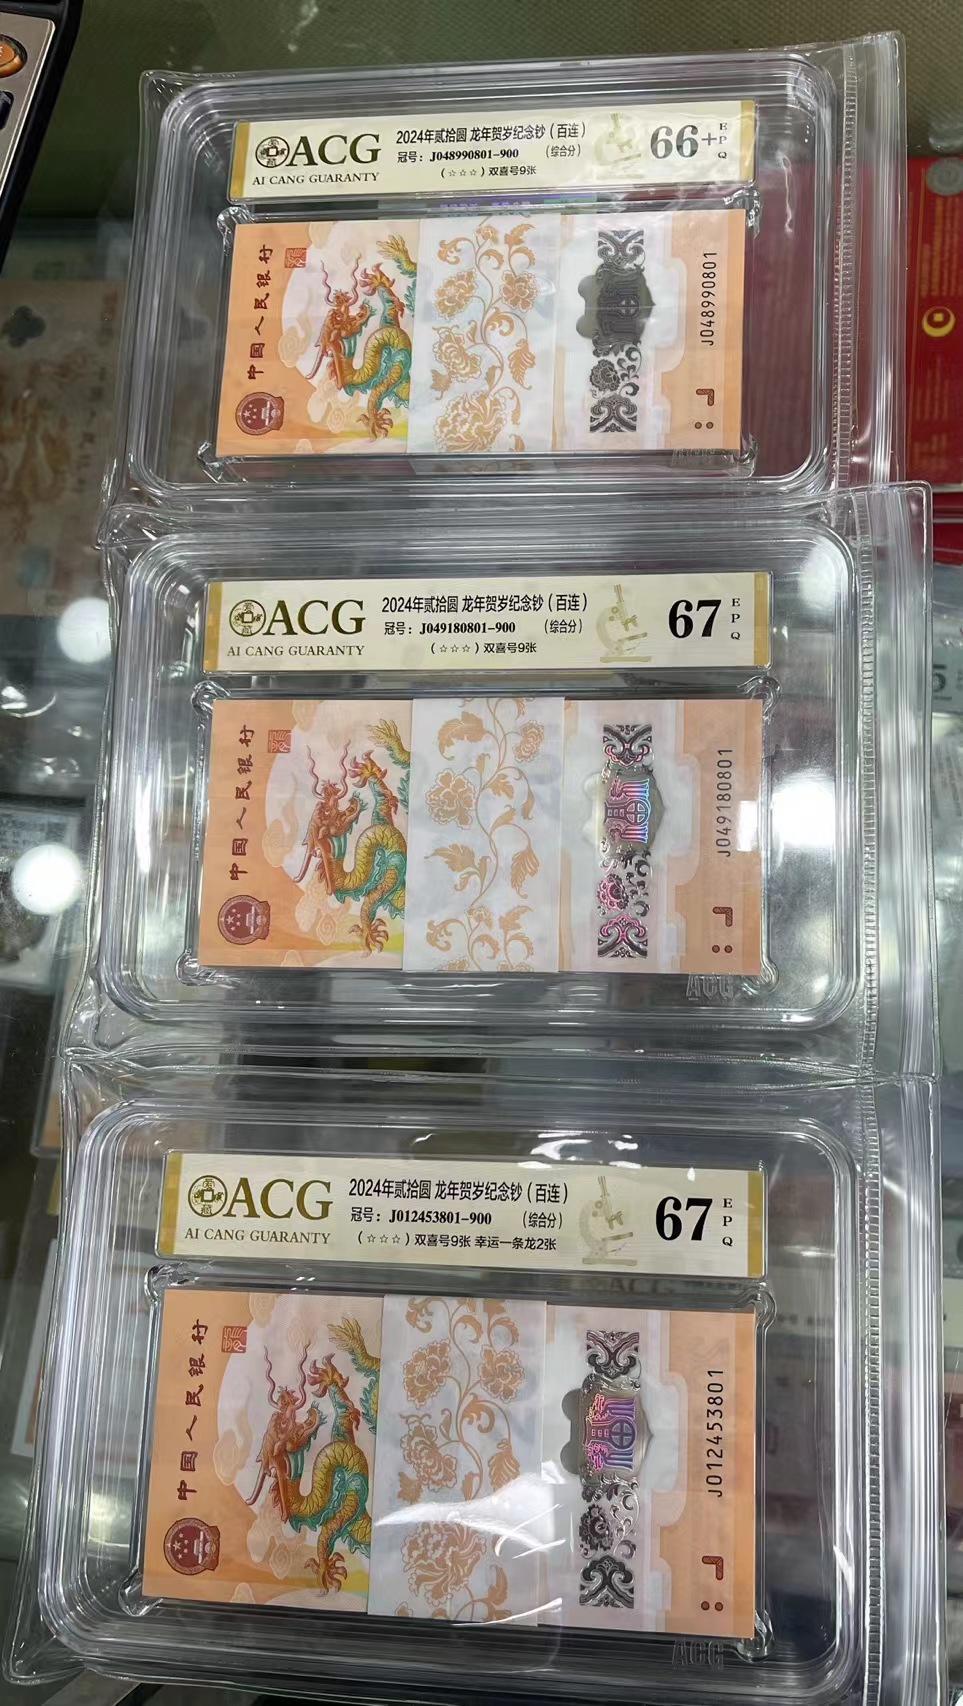 ACG
AI CANG GUARANTY
2024年贰拾圆 龙年贺岁纪念钞（百连）
冠号：J048990801-900 （综合分）
（☆☆☆）双喜号9张
66+ EPQ
中国人民银行
J048990801
ACG
ACG
AI CANG GUARANTY
2024年贰拾圆 龙年贺岁纪念钞（百连）
冠号：J049180801-900 （综合分）
（☆☆☆）双喜号9张
67 EPQ
中国人民银行
J049180801
ACG
ACG
AI CANG GUARANTY
2024年贰拾圆 龙年贺岁纪念钞（百连）
冠号：J012453801-900 （综合分）
（☆☆☆）双喜号9张 幸运一条龙2张
67 EPQ
中国人民银行
J012453801
ACG